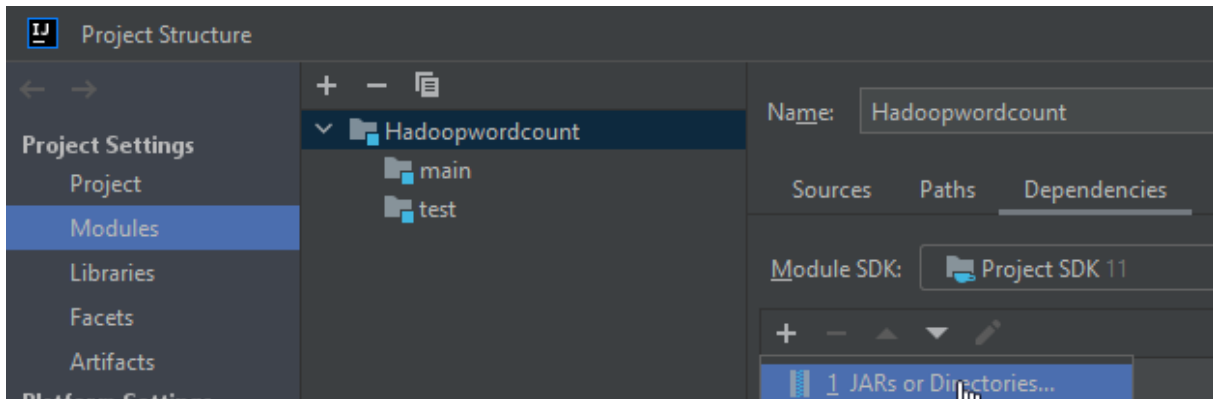 IJ Project Structure
Project Settings
Project
Modules
Libraries
Facets
Artifacts
Hadoopwordcount
main
test
Name: Hadoopwordcount
Sources Paths Dependencies
Module SDK: Project SDK 11
1 JARs or Directories...